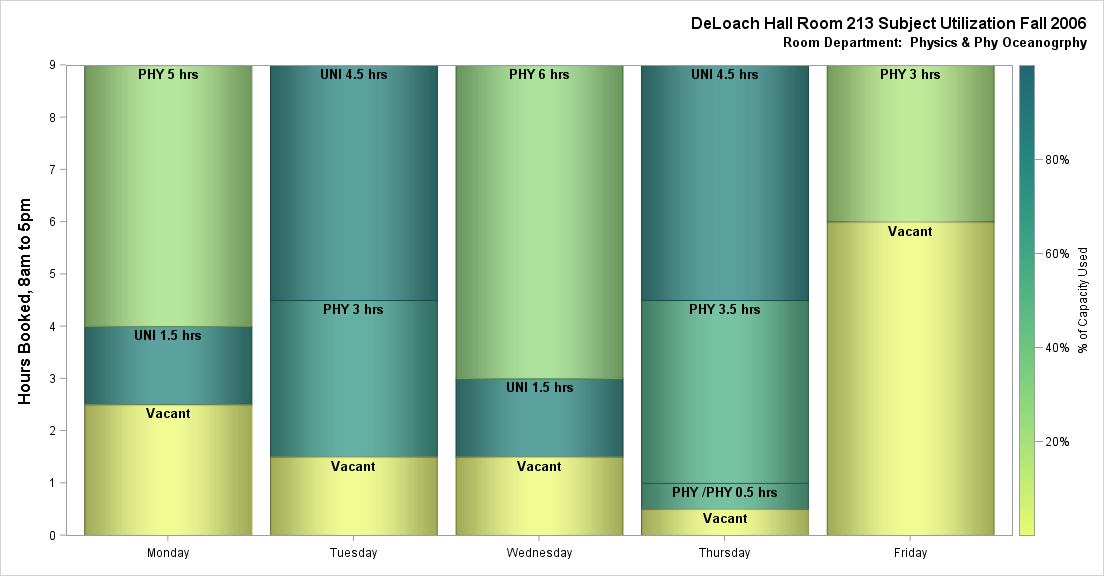 DeLoach Hall Room 213 Subject Utilization Fall 2006
Room Department:  Physics & Phy Oceanogrphy
Hours Booked, 8am to 5pm
9
8
7
6
5
4
3
2
1
0
PHY 5 hrs
UNI 1.5 hrs
Vacant
UNI 4.5 hrs
PHY 3 hrs
Vacant
PHY 6 hrs
UNI 1.5 hrs
Vacant
UNI 4.5 hrs
PHY 3.5 hrs
PHY /PHY 0.5 hrs
Vacant
PHY 3 hrs
Vacant
Monday
Tuesday
Wednesday
Thursday
Friday
80%
60%
40%
20%
% of Capacity Used